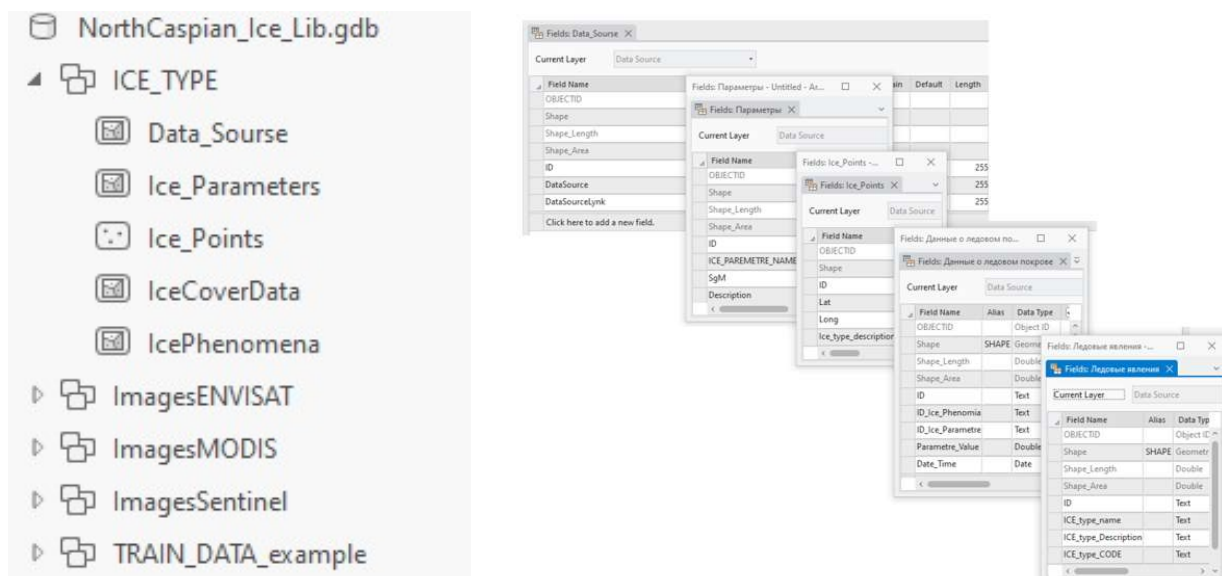 NorthCaspian_Ice_Lib.gdb
ICE_TYPE
Data_Sourse
Ice_Parameters
Ice_Points
IceCoverData
IcePhenomena
ImagesENVISAT
ImagesMODIS
ImagesSentinel
TRAIN_DATA_example
Fields: Data_Sourse
Current Layer Data Source
Field Name Default Length
OBJECTID
Shape
Shape_Length
Shape_Area
ID 255
DataSource 255
DataSourceLynk 255
Click here to add a new field.
Fields: Параметры - Untitled - Ar...
Fields: Параметры
Current Layer Data Source
Field Name
OBJECTID
Shape
Shape_Length
Shape_Area
ID
ICE_PAREMETRE_NAME
SgM
Description
Fields: Ice_Points -...
Fields: Ice_Points
Current Layer Data Source
Field Name
OBJECTID
Shape
ID
Lat
Long
Ice_type_description
Fields: Данные о ледовом по...
Fields: Данные о ледовом покрове
Current Layer Data Source
Field Name Alias Data Type
OBJECTID Object ID
Shape SHAPE Geome
Shape_Length Double
Shape_Area Double
ID Text
ID_Ice_Phenomia Text
ID_Ice_Parametre Text
Parametre_Value Double
Date_Time Date
Fields: Ледовые явления -...
Fields: Ледовые явления
Current Layer Data Source
Field Name Alias Data Typ
OBJECTID Object ID
Shape SHAPE Geometr
Shape_Length Double
Shape_Area Double
ID Text
ICE_type_name Text
ICE_type_Description Text
ICE_type_CODE Text